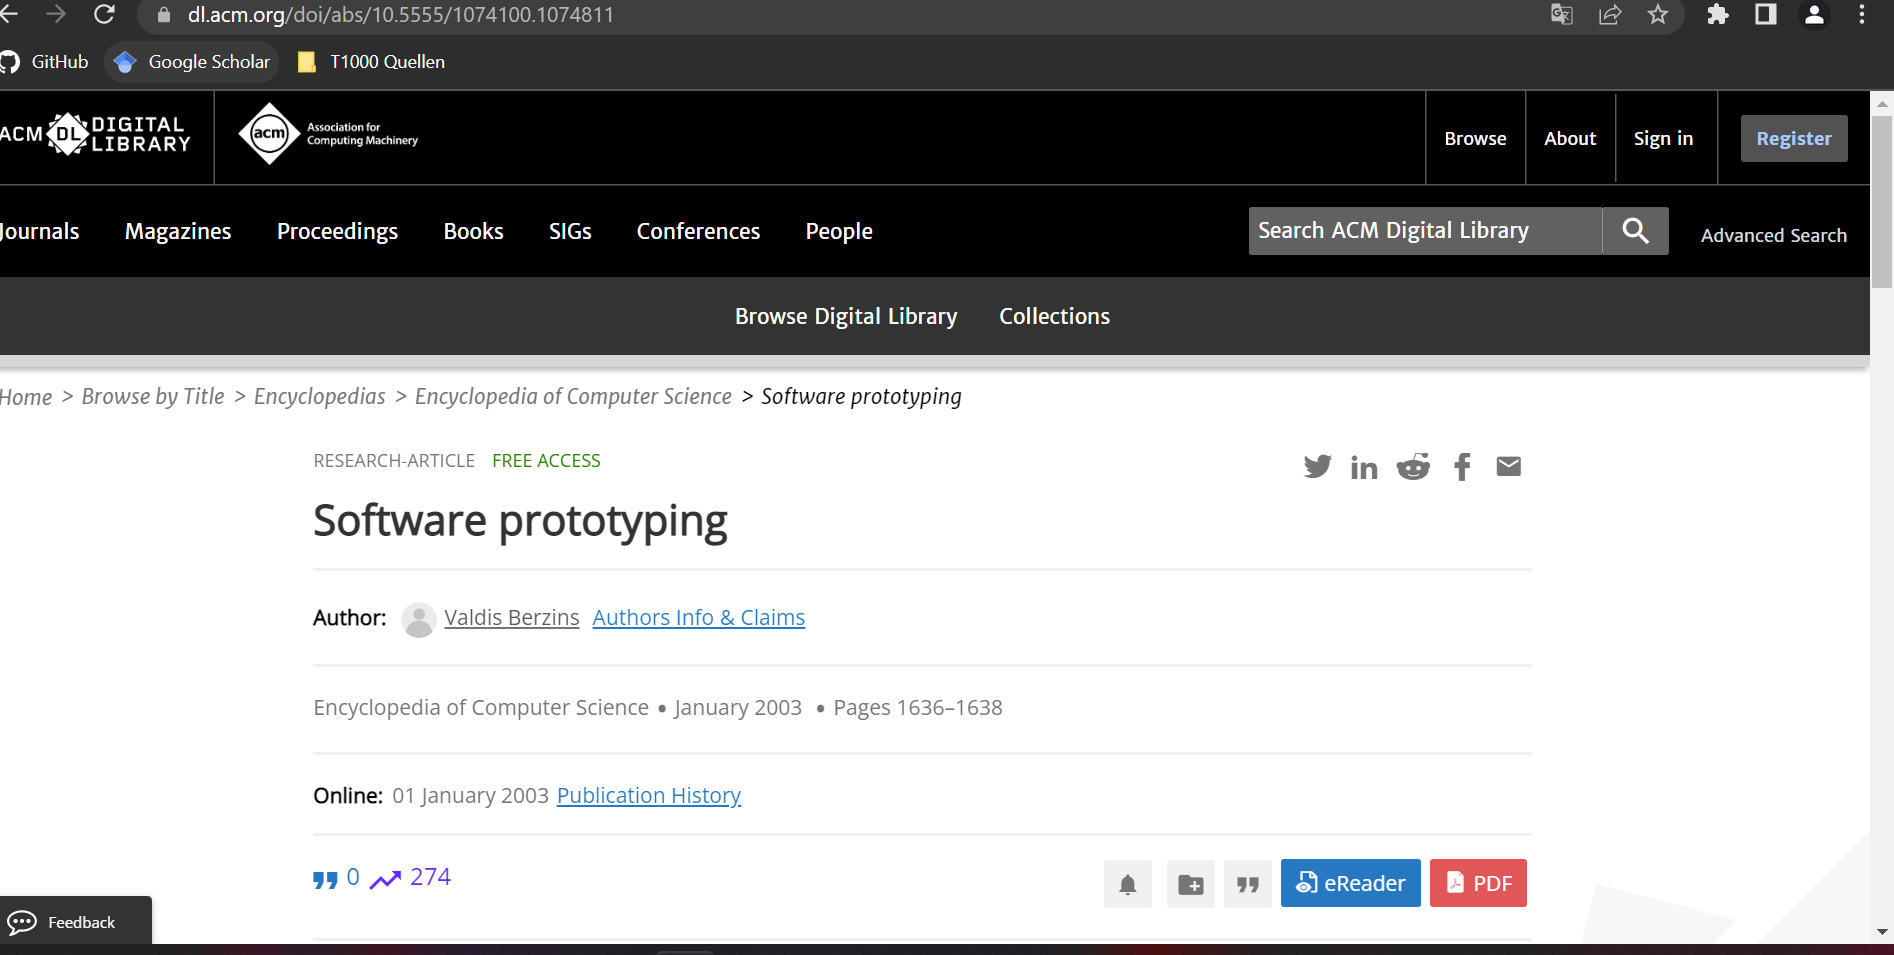 dl.acm.org/doi/abs/10.5555/1074100.1074811
GitHub Google Scholar T1000 Quellen
ACM DL DIGITAL LIBRARY
acm Association for Computing Machinery
Browse About Sign in Register
Journals Magazines Proceedings Books SIGs Conferences People
Search ACM Digital Library Advanced Search
Browse Digital Library Collections
Home > Browse by Title > Encyclopedias > Encyclopedia of Computer Science > Software prototyping
RESEARCH-ARTICLE FREE ACCESS
Software prototyping
Author: Valdis Berzins Authors Info & Claims
Encyclopedia of Computer Science • January 2003 • Pages 1636–1638
Online: 01 January 2003 Publication History
0 274
eReader PDF
Feedback